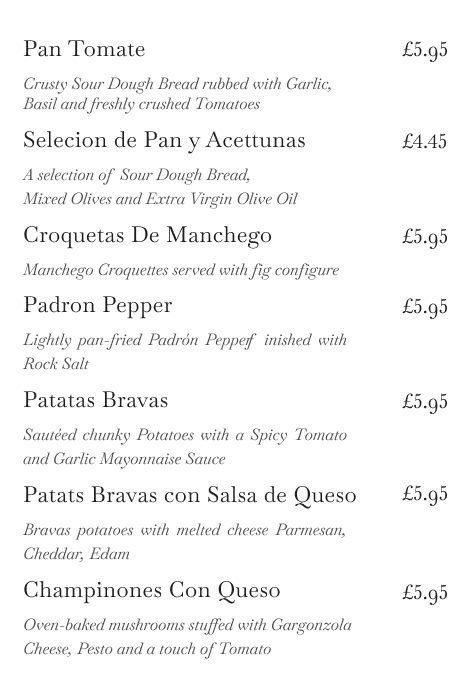 Pan Tomate £5.95
Crusty Sour Dough Bread rubbed with Garlic,
Basil and freshly crushed Tomatoes
Selecion de Pan y Acettunas £4.45
A selection of Sour Dough Bread,
Mixed Olives and Extra Virgin Olive Oil
Croquetas De Manchego £5.95
Manchego Croquettes served with fig configure
Padron Pepper £5.95
Lightly pan-fried Padrón Pepperf inished with
Rock Salt
Patatas Bravas £5.95
Sautéed chunky Potatoes with a Spicy Tomato
and Garlic Mayonnaise Sauce
Patats Bravas con Salsa de Queso £5.95
Bravas potatoes with melted cheese Parmesan,
Cheddar, Edam
Champinones Con Queso £5.95
Oven-baked mushrooms stuffed with Gargonzola
Cheese, Pesto and a touch of Tomato